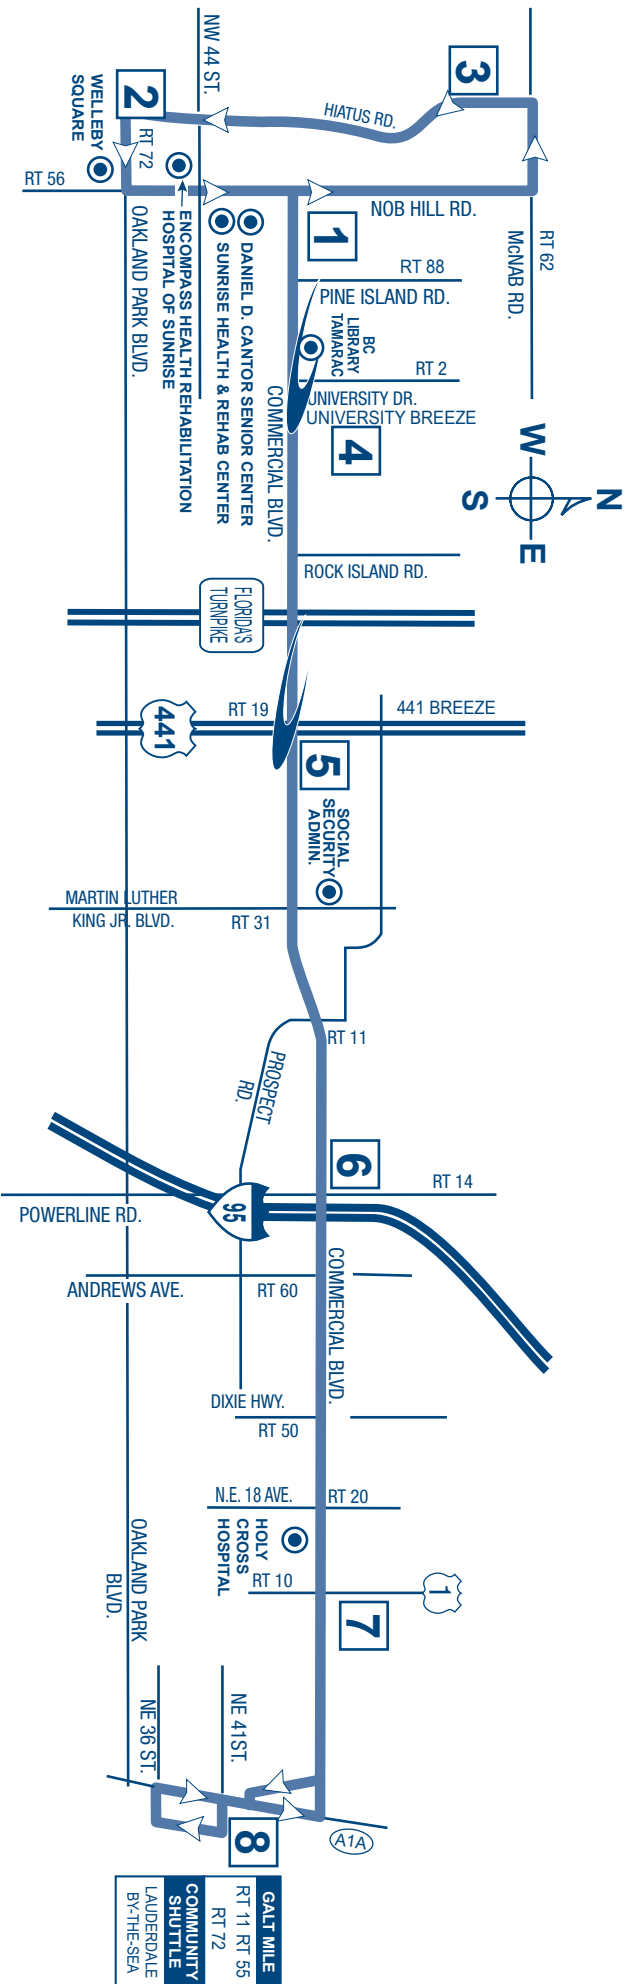 NW 44 ST.
3
HIATUS RD.
2
WELLEBY
SQUARE
RT 72
RT 56
OAKLAND PARK BLVD.
ENCOMPASS HEALTH REHABILITATION
HOSPITAL OF SUNRISE
SUNRISE HEALTH & REHAB CENTER
DANIEL D. CANTOR SENIOR CENTER
NOB HILL RD.
RT 62
McNAB RD.
1
RT 88
PINE ISLAND RD.
BC
LIBRARY
TAMARAC
RT 2
UNIVERSITY DR.
UNIVERSITY BREEZE
COMMERCIAL BLVD.
4
W
N
S
E
ROCK ISLAND RD.
FLORIDA'S
TURNPIKE
RT 19
441 BREEZE
441
5
SOCIAL
SECURITY
ADMIN.
MARTIN LUTHER
KING JR. BLVD.
RT 31
RT 11
PROSPECT
RD.
6
RT 14
POWERLINE RD.
95
ANDREWS AVE.
RT 60
COMMERCIAL BLVD.
DIXIE HWY.
RT 50
N.E. 18 AVE.
RT 20
HOLY
CROSS
HOSPITAL
RT 10
1
7
OAKLAND PARK
BLVD.
NE 36 ST.
NE 41ST.
8
A1A
GALT MILE
RT 11 RT 55
RT 72
COMMUNITY
SHUTTLE
LAUDERDALE
BY-THE-SEA